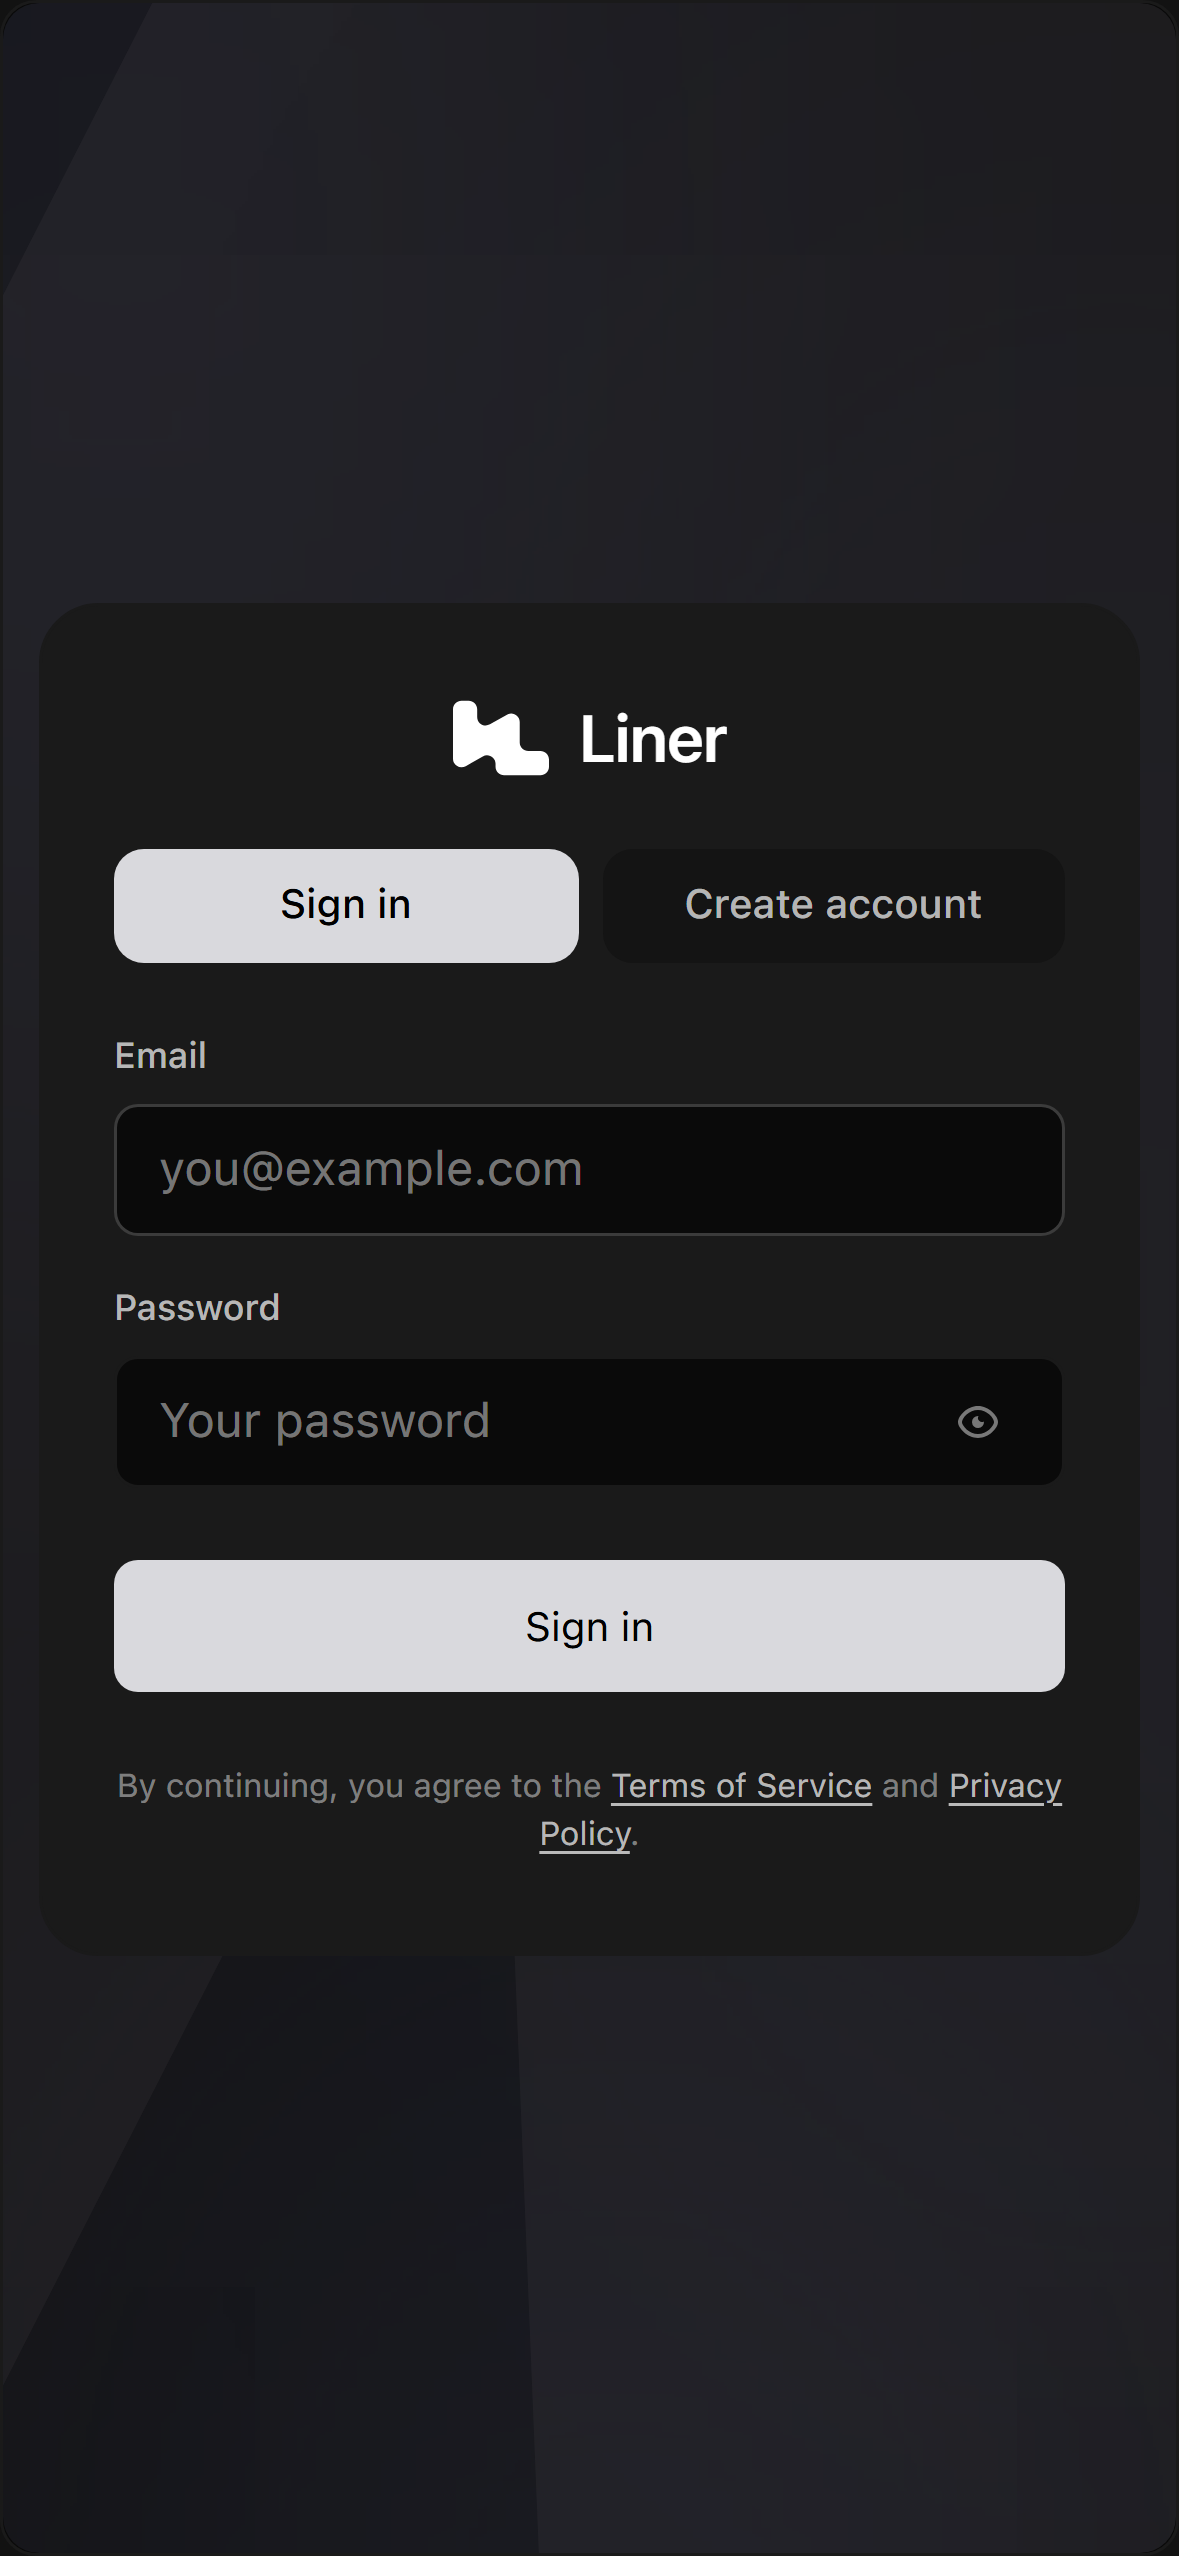 Liner
Sign in
Create account
Email
you@example.com
Password
Your password
Sign in
By continuing, you agree to the Terms of Service and Privacy
Policy.